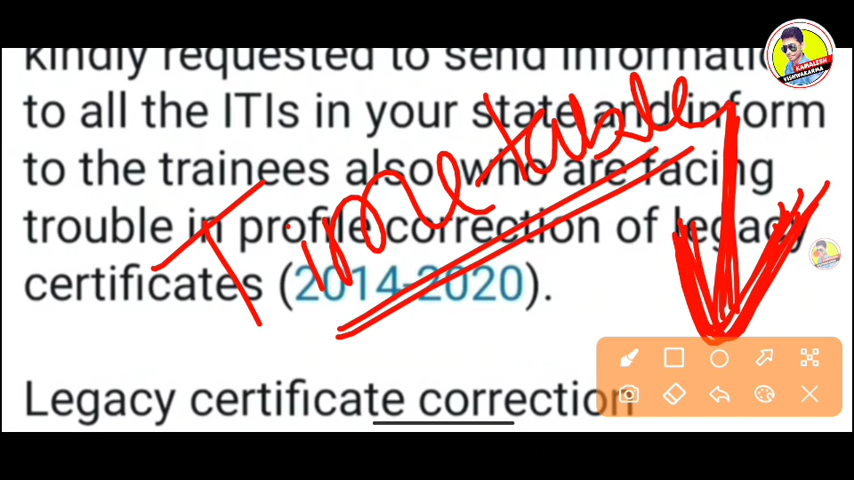 kindly requested to send informatio
to all the ITIs in your state and inform
to the trainees also who are facing
trouble in profile correction of legacy
certificates (2014-2020).
Timetable
Legacy certificate correction
KAMALESH
VISHWAKARMA